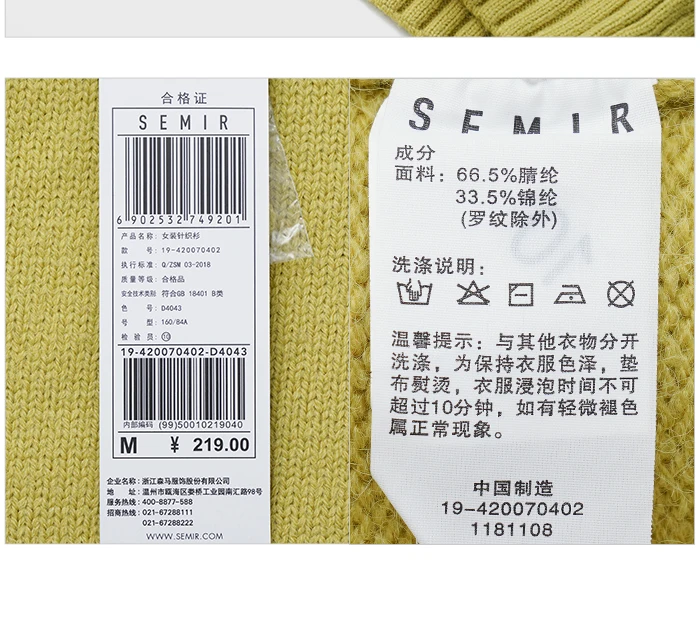 合格证
SEMIR
6 902532 749201
产品名称: 女装针织衫
款　　号: 19-420070402
执行标准: Q/ZSM 03-2018
质量等级: 合格品
安全技术类别: 符合GB 18401 B类
色　　号: D4043
号　　型: 160/84A
检 验 员: ⑩
19-420070402-D4043
内部编码 (99)50010219040
M ¥ 219.00
企业名称: 浙江森马服饰股份有限公司
地　　址: 温州市瓯海区娄桥工业园南汇路98号
服务热线: 400-8877-588
招商热线: 021-67288111
021-67288222
WWW.SEMIR.COM
SEMIR
成分
面料: 66.5%腈纶
33.5%锦纶
(罗纹除外)
洗涤说明:
温馨提示: 与其他衣物分开
洗涤，为保持衣服色泽，垫
布熨烫，衣服浸泡时间不可
超过10分钟，如有轻微褪色
属正常现象。
中国制造
19-420070402
1181108